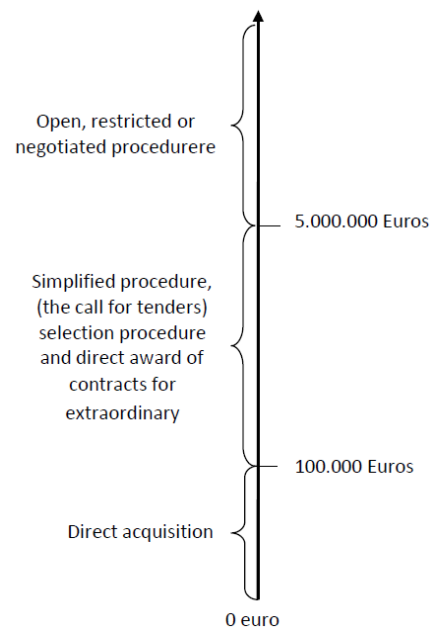 Open, restricted or
negotiated procedurere
5.000.000 Euros
Simplified procedure,
(the call for tenders)
selection procedure
and direct award of
contracts for
extraordinary
100.000 Euros
Direct acquisition
0 euro